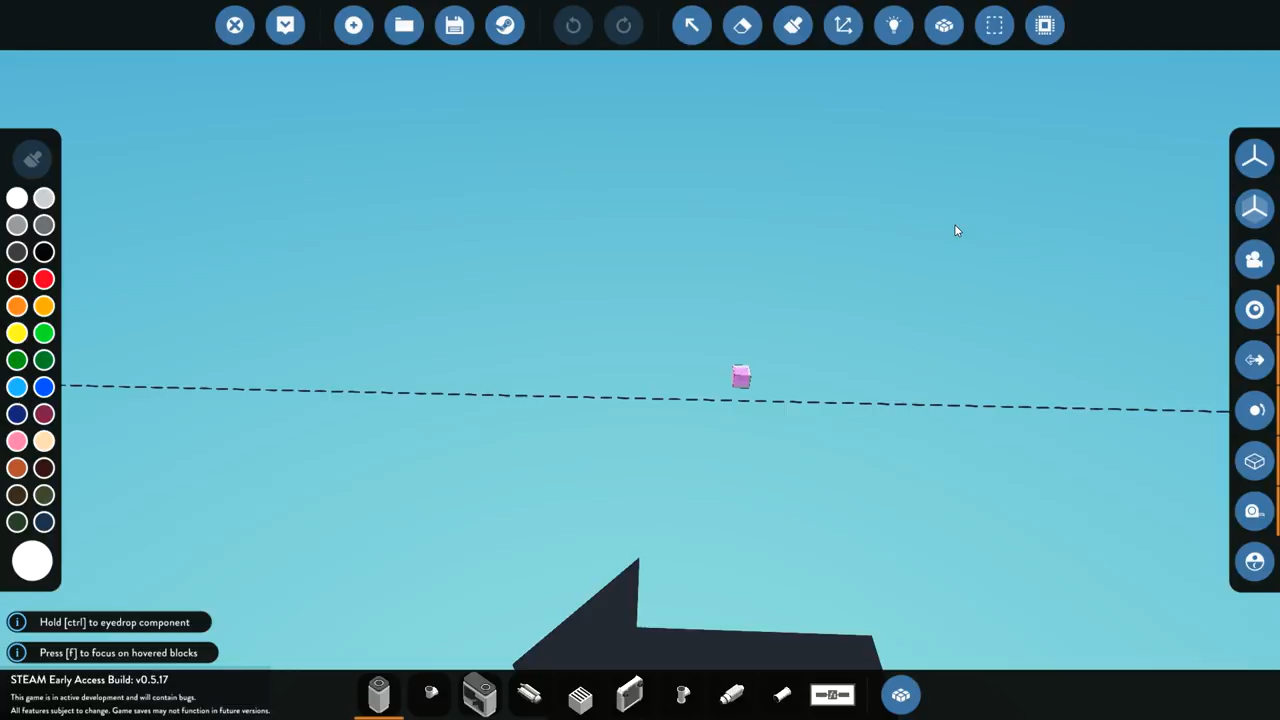 Hold [ctrl] to eyedrop component
Press [f] to focus on hovered blocks
STEAM Early Access Build: v0.5.17
This game is in active development and will contain bugs.
All features subject to change. Game saves may not function in future versions.